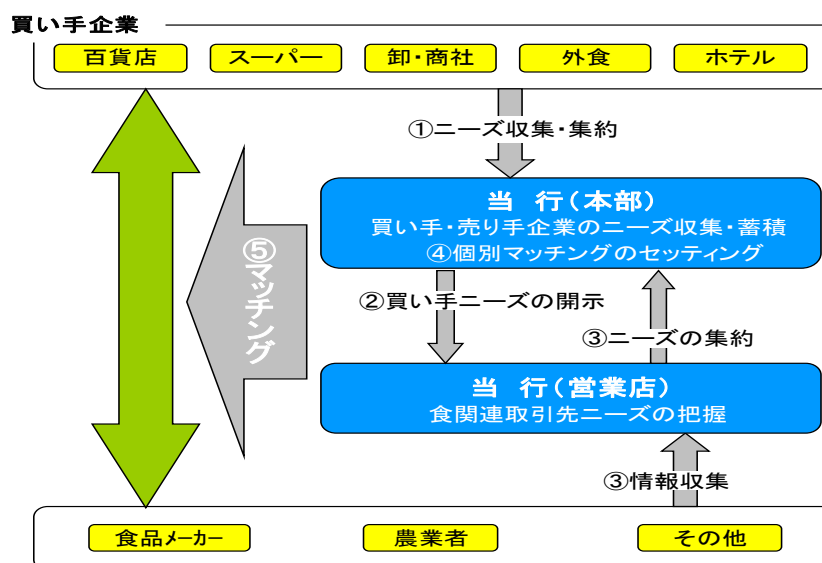 買い手企業
百貨店
スーパー
卸・商社
外食
ホテル
①ニーズ収集・集約
当 行（本部）
買い手・売り手企業のニーズ収集・蓄積
④個別マッチングのセッティング
⑤マッチング
②買い手ニーズの開示
③ニーズの集約
当 行（営業店）
食関連取引先ニーズの把握
③情報収集
食品メーカー
農業者
その他